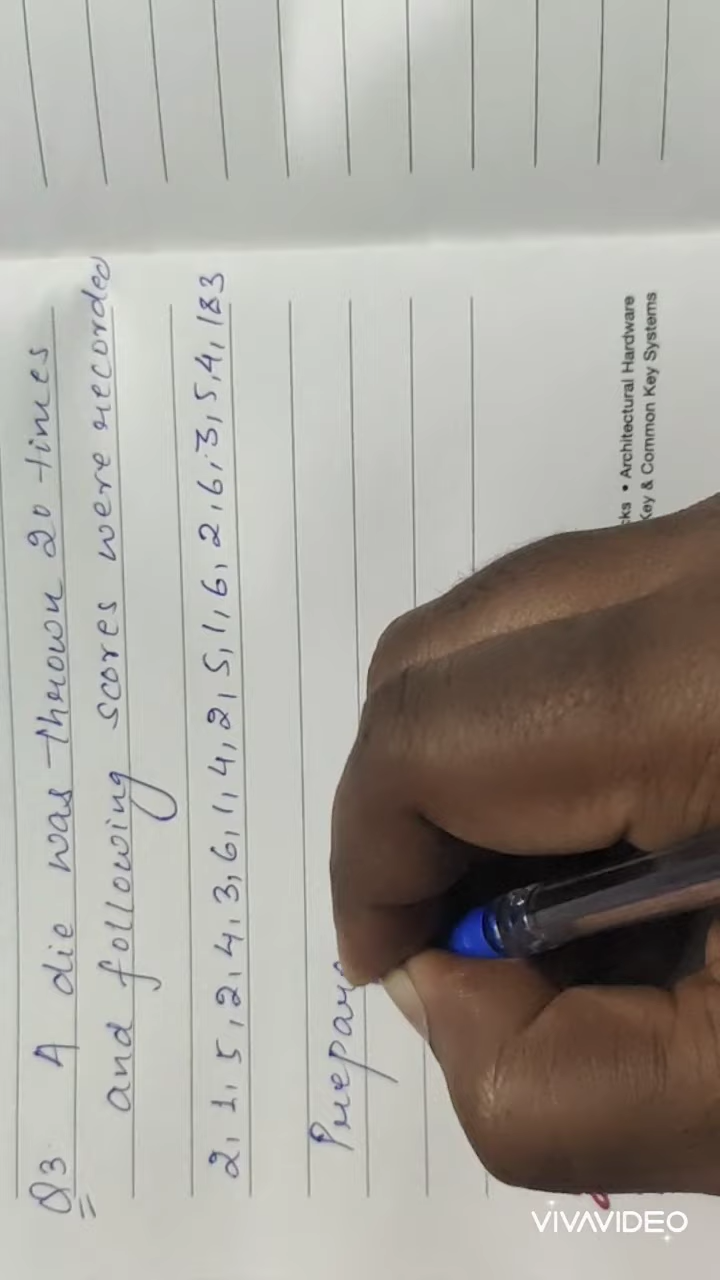 Q3. A die was thrown 20 times
and following scores were recorded
2, 1, 5, 2, 4, 3, 6, 1, 4, 2, 5, 1, 6, 2, 6, 3, 5, 4, 1 & 3
Prepar
• Architectural Hardware
Key & Common Key Systems
VIVAVIDEO